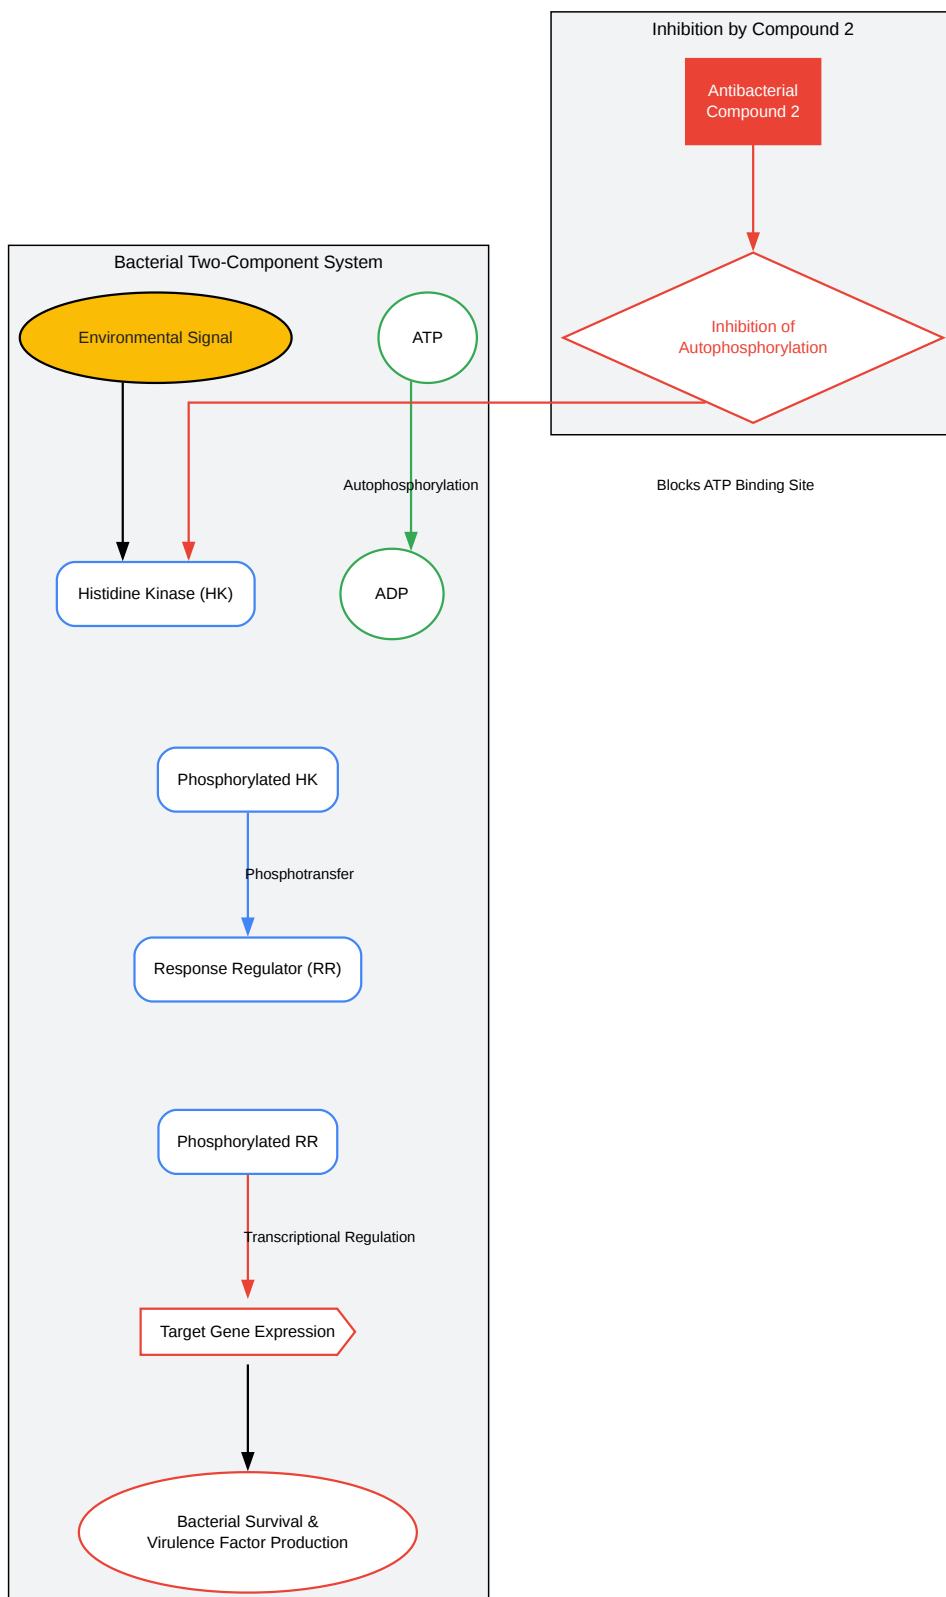 Inhibition by Compound 2
Antibacterial
Compound 2
Inhibition of
Autophosphorylation
Blocks ATP Binding Site
Bacterial Two-Component System
Environmental Signal
ATP
Autophosphorylation
Histidine Kinase (HK)
ADP
Phosphorylated HK
Phosphotransfer
Response Regulator (RR)
Phosphorylated RR
Transcriptional Regulation
Target Gene Expression
Bacterial Survival &
Virulence Factor Production